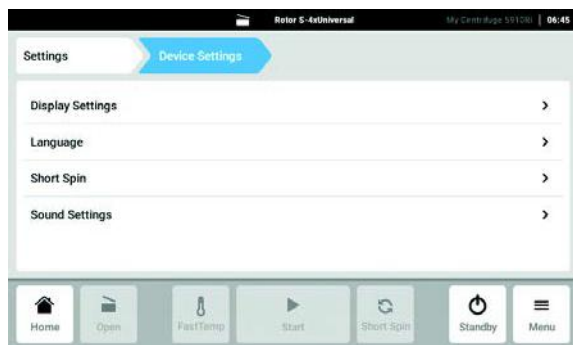 Rotor S-4xUniversal My Centrifuge 5910Ri | 06:45
Settings Device Settings
Display Settings
Language
Short Spin
Sound Settings
Home Open FastTemp Start Short Spin Standby Menu